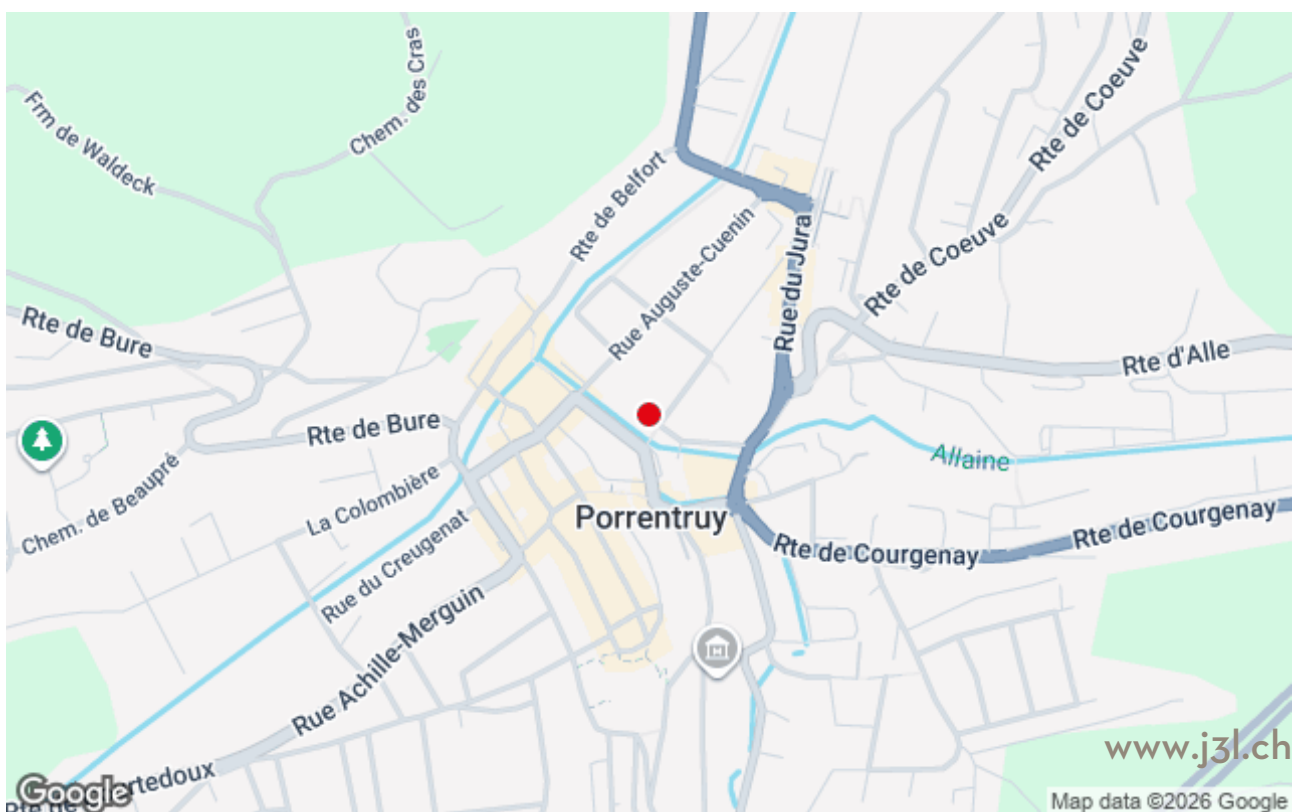 Frm de Waldeck
Chem. des Cras
Rte de Coeuve
Rte de Belfort
Rue Auguste-Cuenin
Rue du Jura
Rte de Coeuve
Rte de Bure
Rte d'Alle
Rte de Bure
Allaine
Chem. de Beaupré
La Colombière
Porrentruy
Rte de Courgenay
Rte de Courgenay
Rue du Creugenat
Rue Achille-Merguin
www.j3l.ch
Google
Map data ©2026 Google